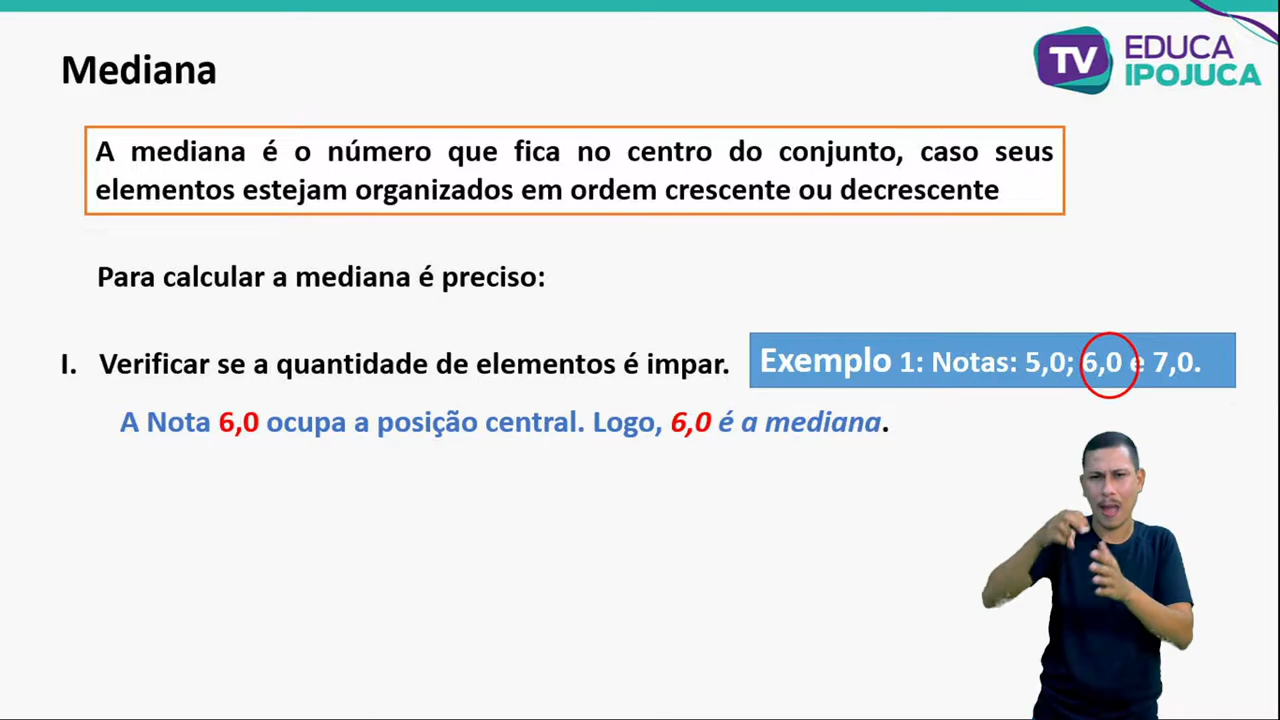 TV EDUCA
IPOJUCA
Mediana
A mediana é o número que fica no centro do conjunto, caso seus
elementos estejam organizados em ordem crescente ou decrescente
Para calcular a mediana é preciso:
I. Verificar se a quantidade de elementos é impar.
Exemplo 1: Notas: 5,0; 6,0 e 7,0.
A Nota 6,0 ocupa a posição central. Logo, 6,0 é a mediana.